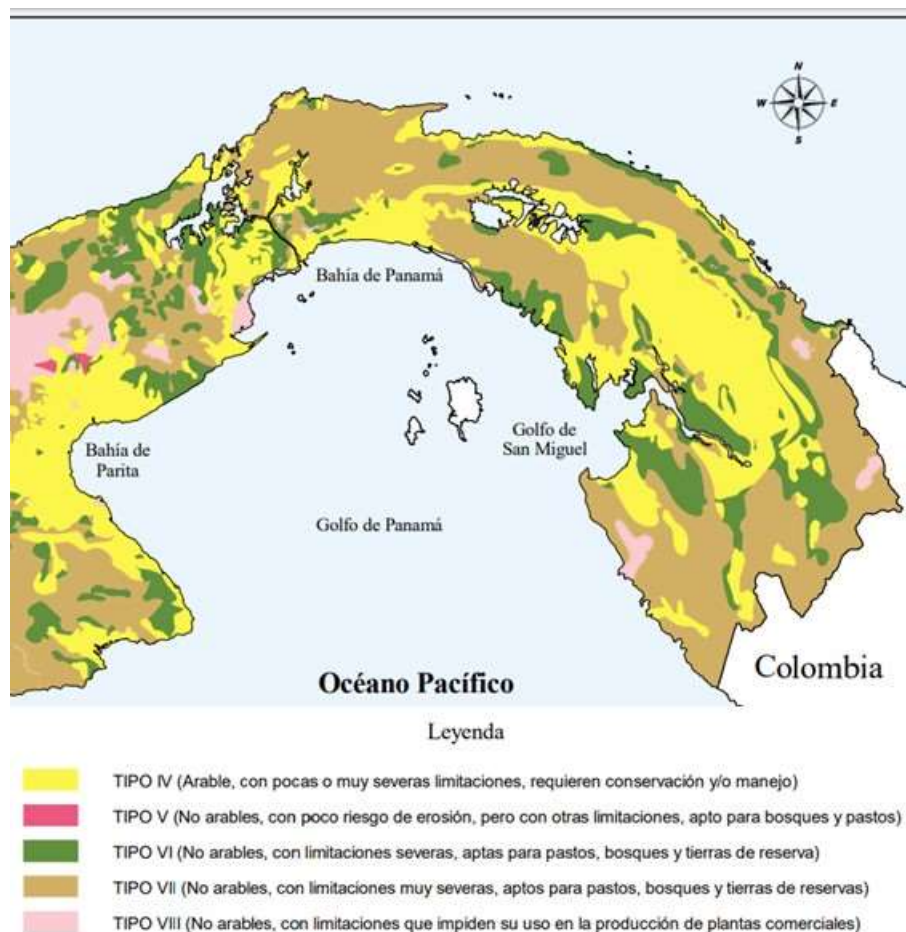 N
W E
S
Bahía de Panamá
Bahía de
Parita
Golfo de
San Miguel
Golfo de Panamá
Océano Pacífico
Colombia
Leyenda
TIPO IV (Arable, con pocas o muy severas limitaciones, requieren conservación y/o manejo)
TIPO V (No arables, con poco riesgo de erosión, pero con otras limitaciones, apto para bosques y pastos)
TIPO VI (No arables, con limitaciones severas, aptas para pastos, bosques y tierras de reserva)
TIPO VII (No arables, con limitaciones muy severas, aptos para pastos, bosques y tierras de reservas)
TIPO VIII (No arables, con limitaciones que impiden su uso en la producción de plantas comerciales)